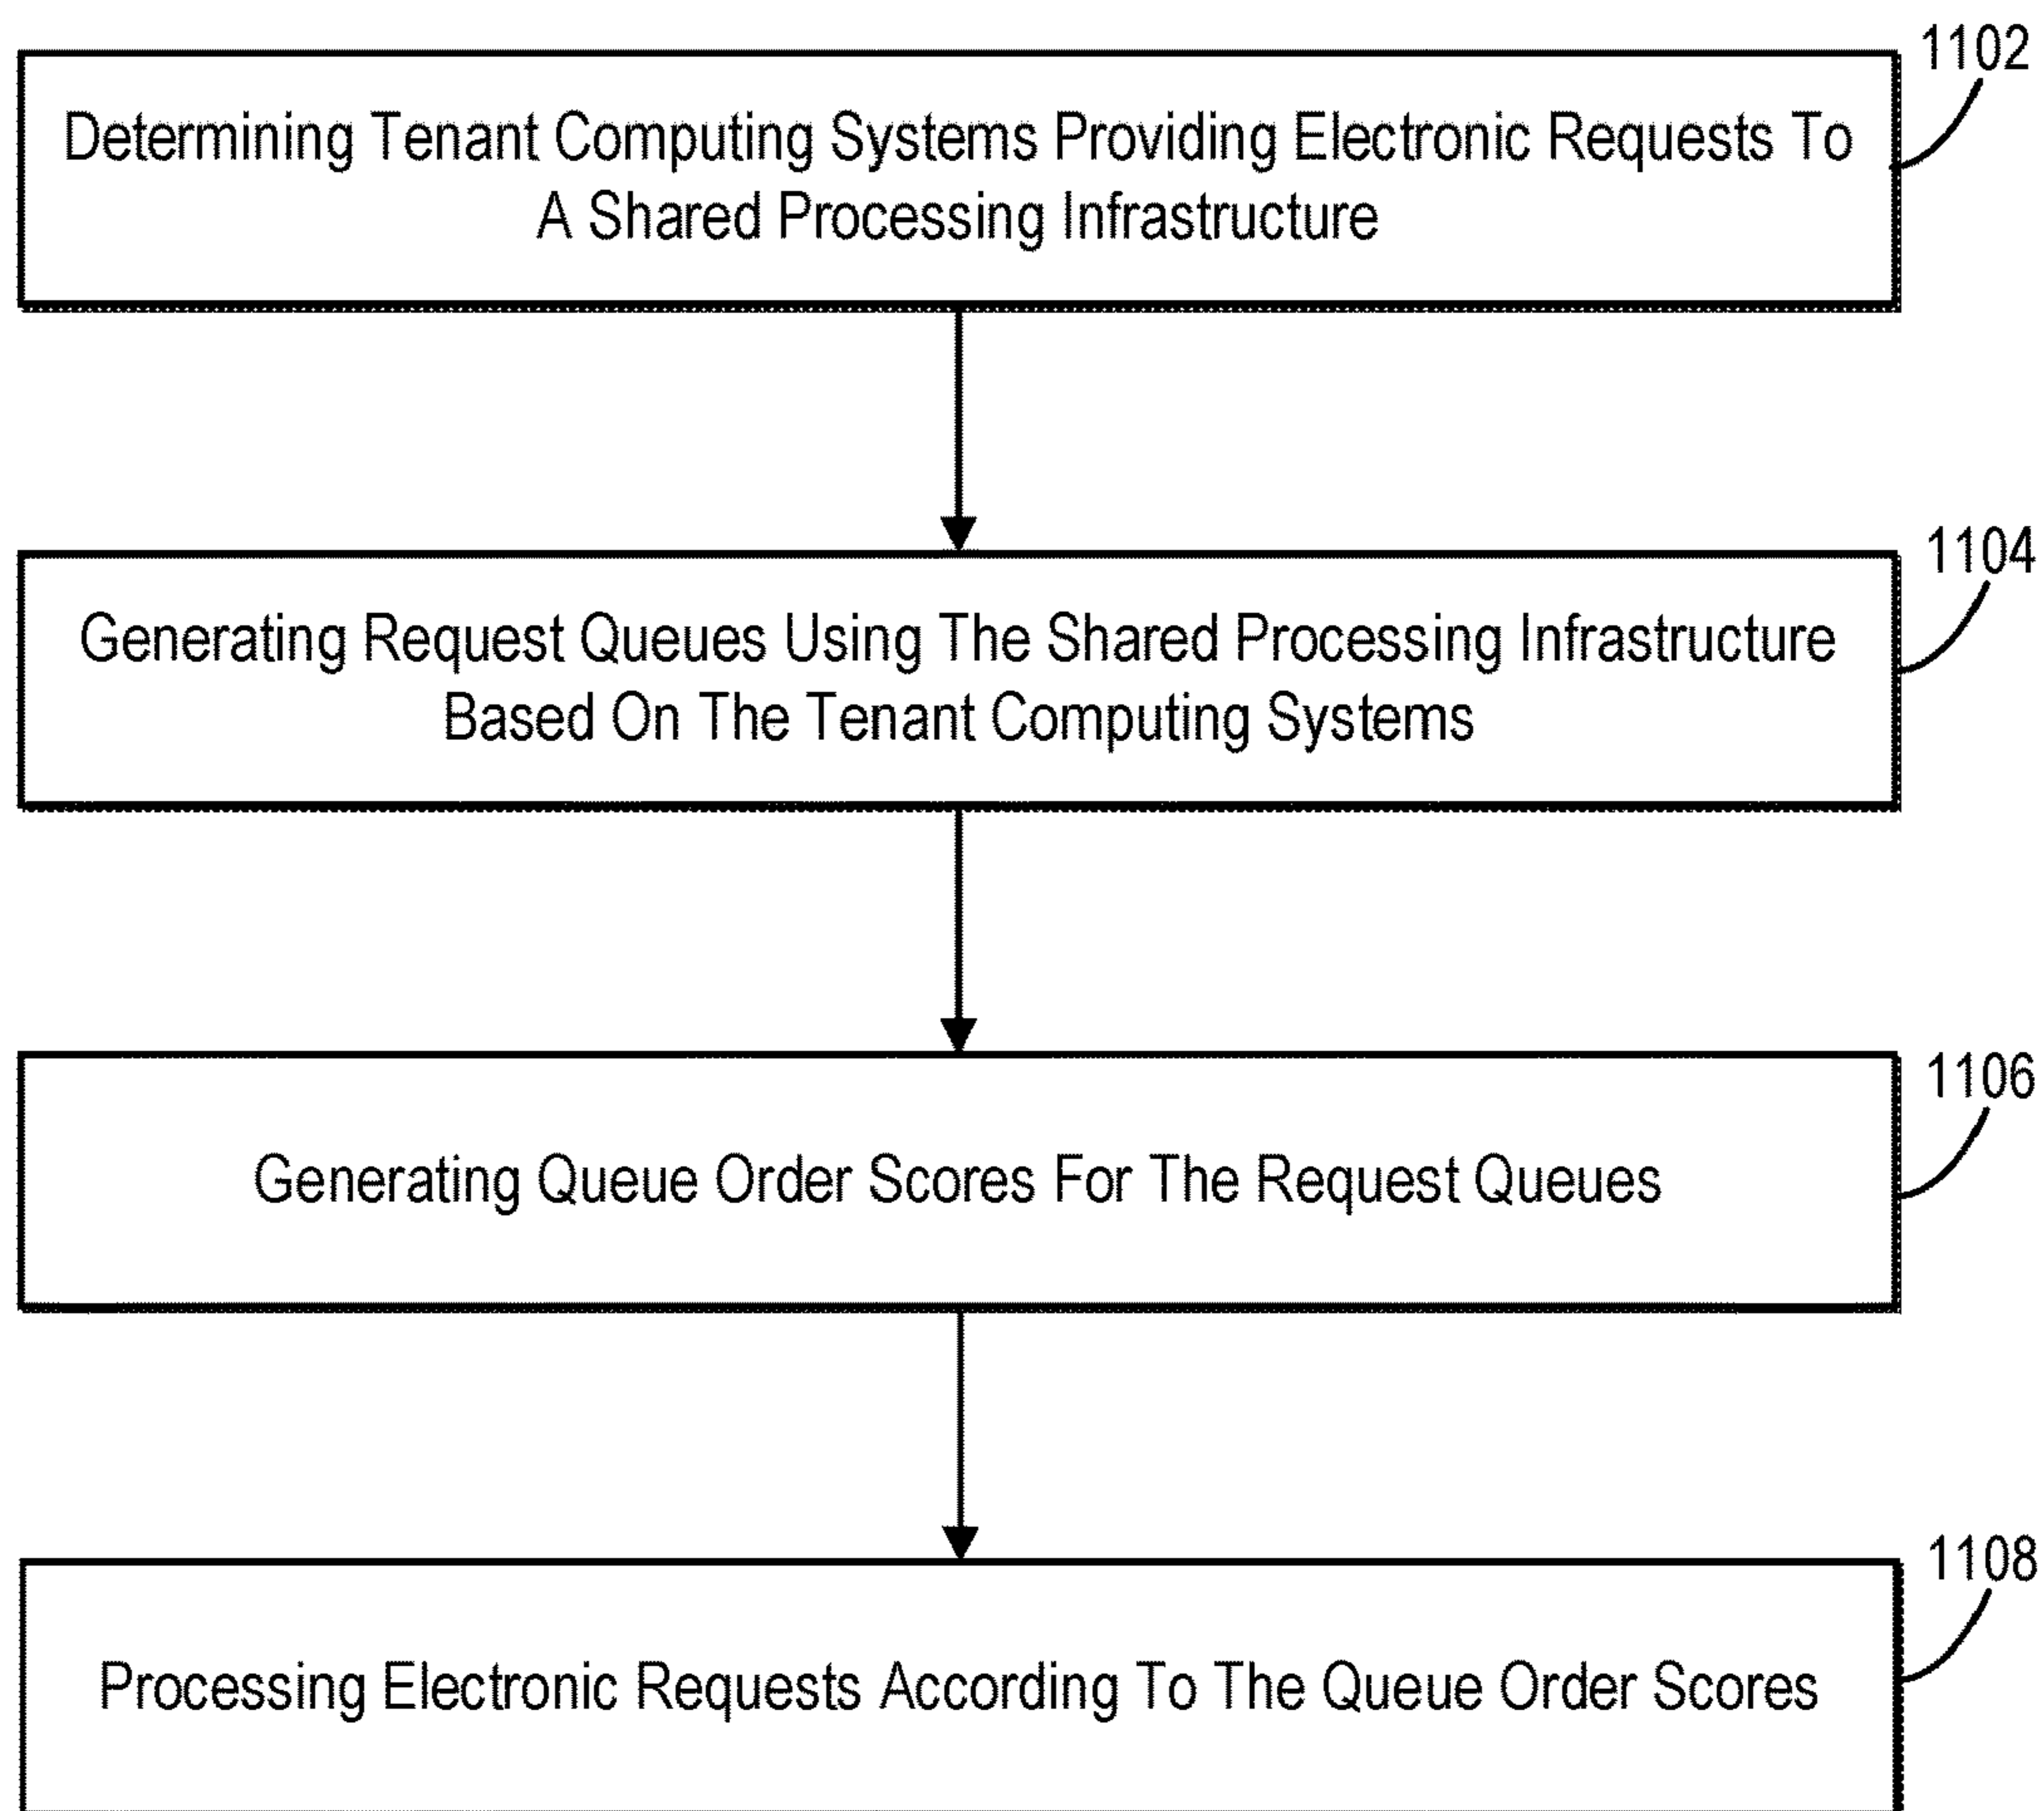 1102
Determining Tenant Computing Systems Providing Electronic Requests To
A Shared Processing Infrastructure
1104
Generating Request Queues Using The Shared Processing Infrastructure
Based On The Tenant Computing Systems
1106
Generating Queue Order Scores For The Request Queues
1108
Processing Electronic Requests According To The Queue Order Scores